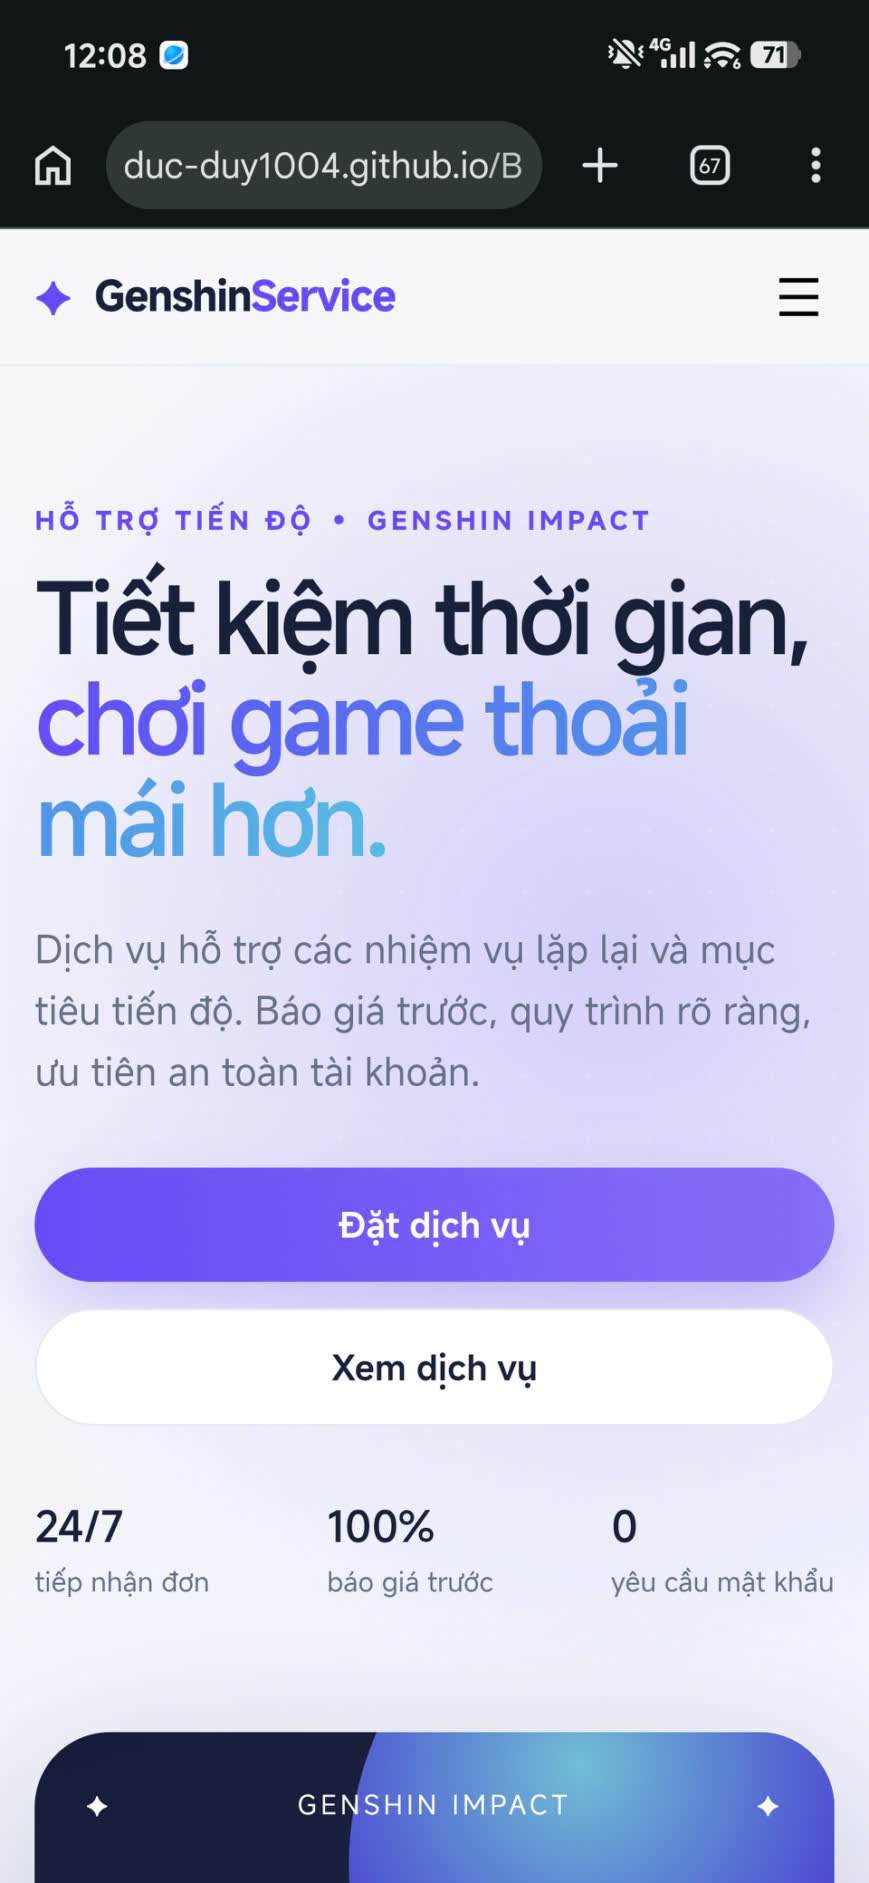 12:08
4G
6
71
duc-duy1004.github.io/B
67
GenshinService
HỖ TRỢ TIẾN ĐỘ • GENSHIN IMPACT
Tiết kiệm thời gian,
chơi game thoải
mái hơn.
Dịch vụ hỗ trợ các nhiệm vụ lặp lại và mục
tiêu tiến độ. Báo giá trước, quy trình rõ ràng,
ưu tiên an toàn tài khoản.
Đặt dịch vụ
Xem dịch vụ
24/7
tiếp nhận đơn
100%
báo giá trước
0
yêu cầu mật khẩu
GENSHIN IMPACT